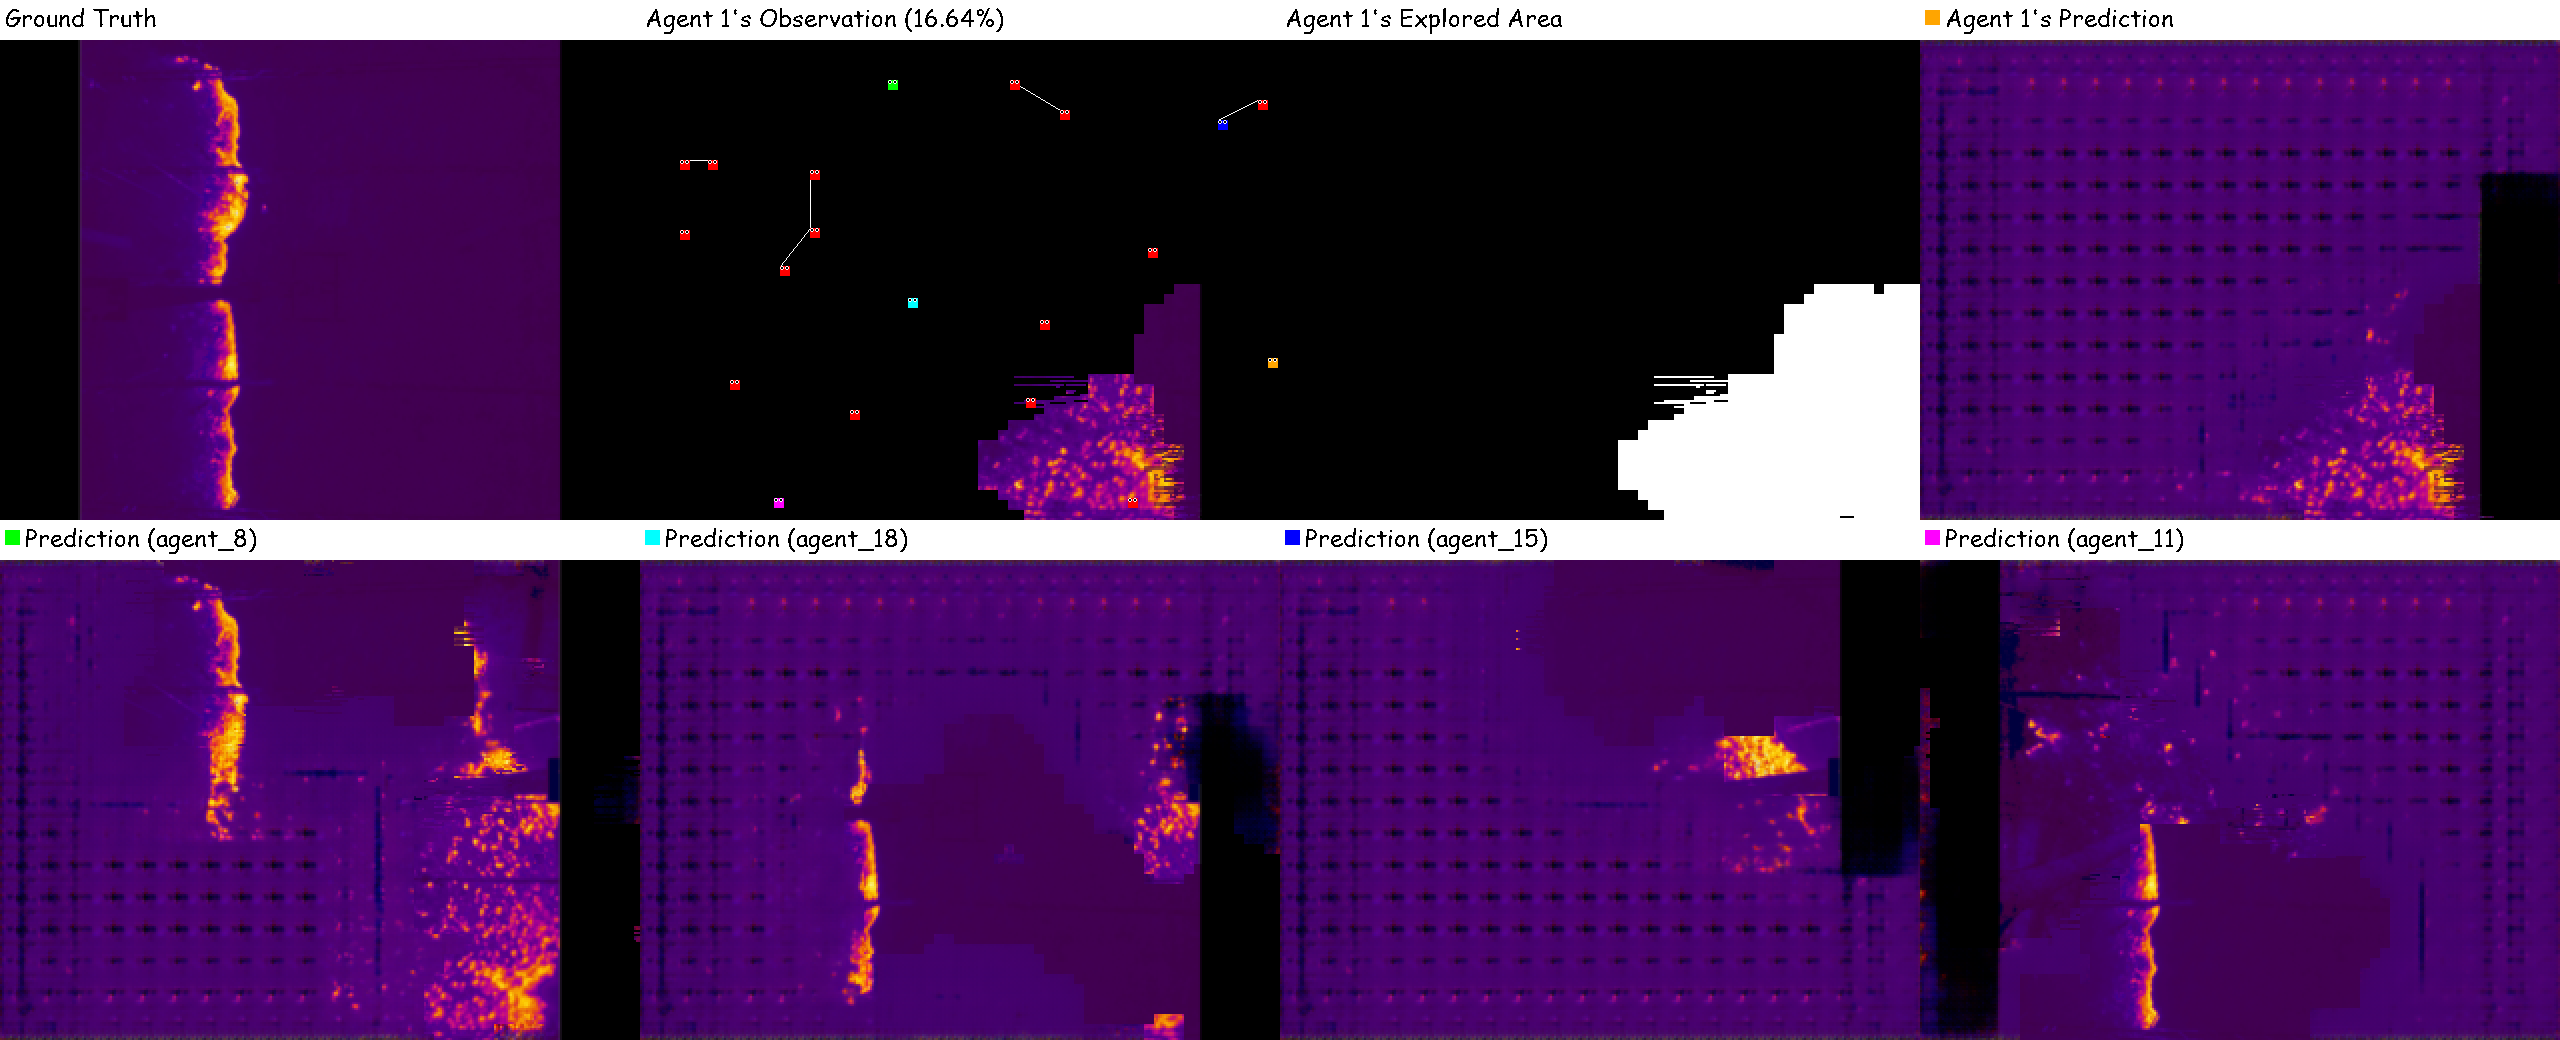 Ground Truth
Agent 1's Observation (16.64%)
Agent 1's Explored Area
Agent 1's Prediction
Prediction (agent_8)
Prediction (agent_18)
Prediction (agent_15)
Prediction (agent_11)